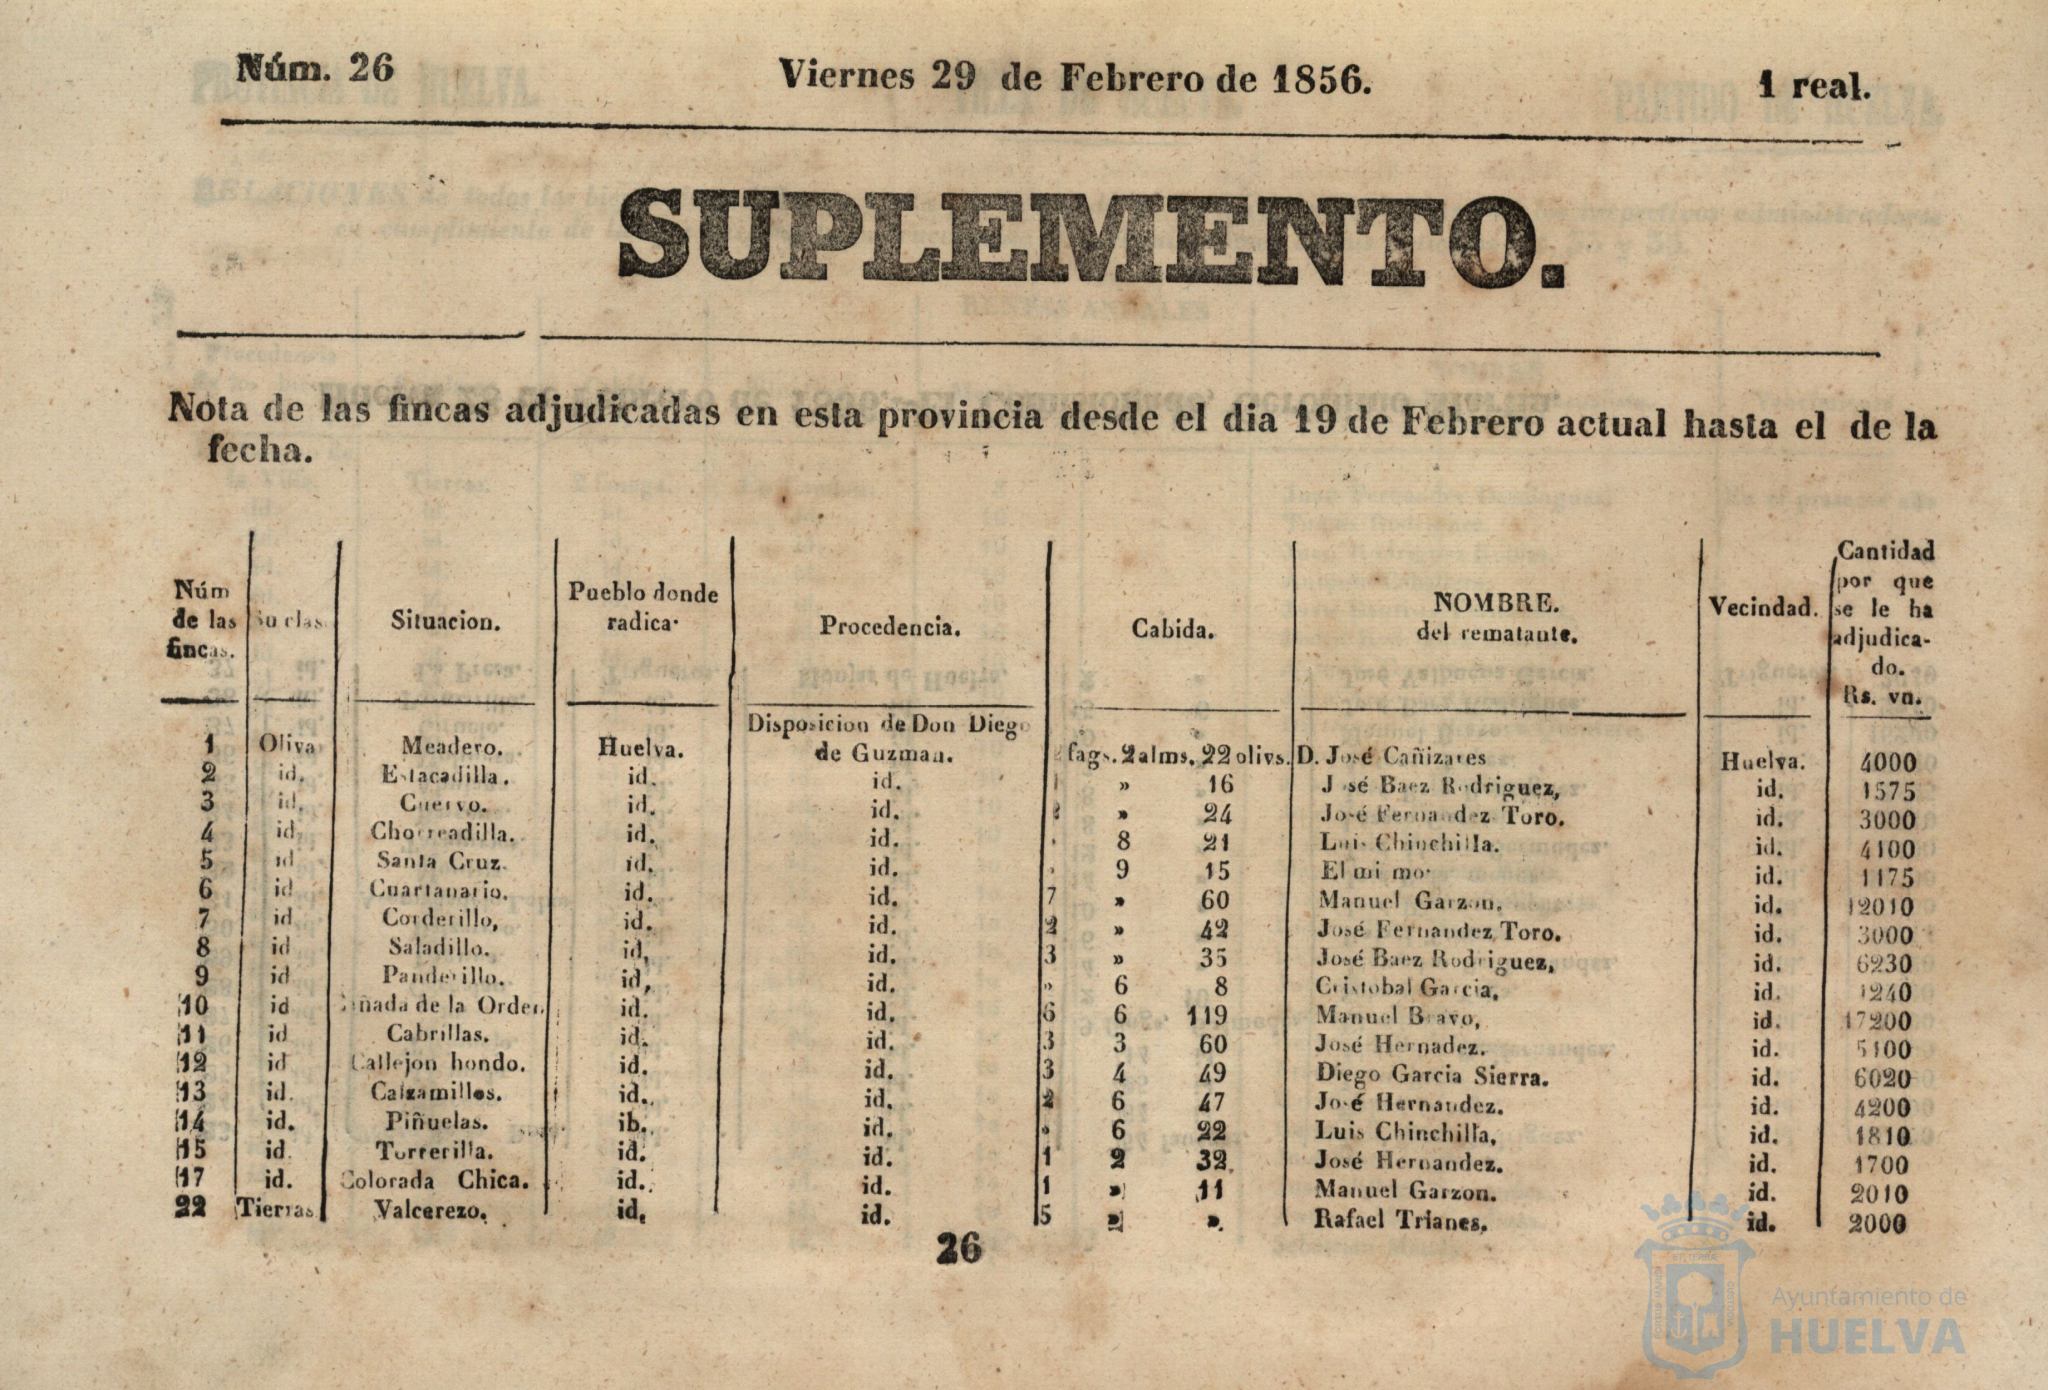 Núm. 26 Viernes 29 de Febrero de 1856. 1 real.
SUPLEMENTO.
Nota de las fincas adjudicadas en esta provincia desde el dia 19 de Febrero actual hasta el de la
fecha.
Núm de las fincas. Su clas. Situacion. Pueblo donde radica. Procedencia. Cabida. NOMBRE. del rematante. Vecindad. Cantidad por que se le ha adjudica-do. Rs. vn.
1 Oliva Meadero. Huelva. Disposicion de Don Diego de Guzman. fags. 2 alms. 22 olivs. D. José Cañizares Huelva. 4000
2 id. Estacadilla. id. id. 1 » 16 José Baez Rodriguez, id. 1575
3 id. Cuervo. id. id. 2 » 24 José Fernandez Toro. id. 3000
4 id Chorreadilla. id. id. 8 21 Luis Chinchilla. id. 4100
5 id Santa Cruz. id. id. 9 15 El mi mo. id. 1175
6 id Cuartanario. id. id. 7 » 60 Manuel Garzon. id. 12010
7 id Corderillo, id. id. 2 » 42 José Fernandez Toro. id. 3000
8 id Saladillo. id, id. 3 » 35 José Baez Rodriguez, id. 6230
9 id Panderillo. id, id. » 6 8 Cristobal Garcia, id. 1240
10 id Cañada de la Orden. id. id. 6 6 119 Manuel Bravo, id. 17200
11 id Cabrillas. id. id. 3 3 60 José Hernadez. id. 5100
12 id Callejon hondo. id. id. 3 4 49 Diego Garcia Sierra. id. 6020
13 id. Calzamillos. id. id. 2 6 47 José Hernandez. id. 4200
14 id. Piñuelas. ib. id. » 6 22 Luis Chinchilla, id. 1810
15 id. Torrerilla. id. id. 1 2 32 José Hernandez. id. 1700
17 id. Colorada Chica. id. id. 1 » 11 Manuel Garzon. id. 2010
22 Tierras Valcerezo. id. id. 5 » ». Rafael Trianes. id. 2000
26
Ayuntamiento de
HUELVA